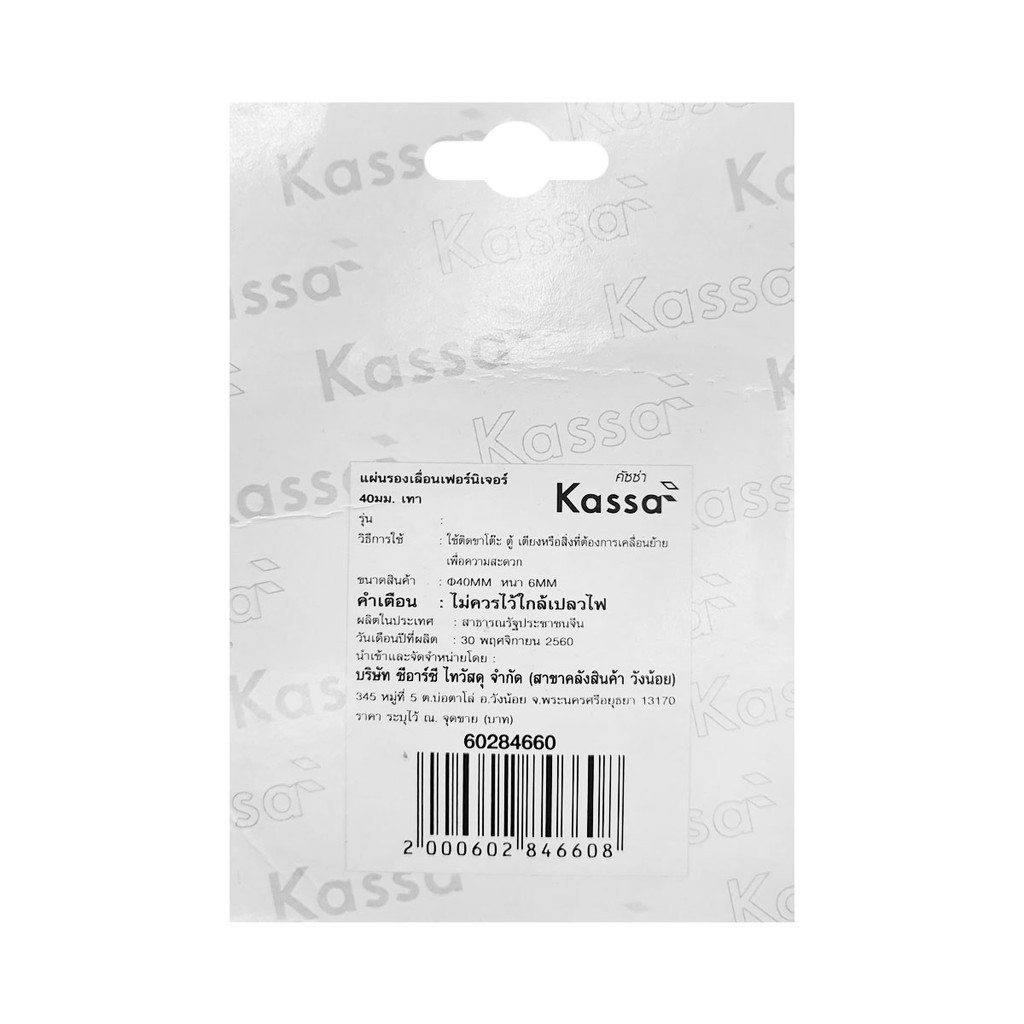 Kassa
Kassa
Kassa
Kassa
Kassa
แผ่นรองเลื่อนเฟอร์นิเจอร์
40มม. เทา
คัชช่า
Kassa
รุ่น :
วิธีการใช้ : ใช้ติดขาโต๊ะ ตู้ เตียงหรือสิ่งที่ต้องการเคลื่อนย้าย
เพื่อความสะดวก
ขนาดสินค้า : Φ40MM หนา 6MM
คำเตือน : ไม่ควรไว้ใกล้เปลวไฟ
ผลิตในประเทศ : สาธารณรัฐประชาชนจีน
วันเดือนปีที่ผลิต : 30 พฤศจิกายน 2560
นำเข้าและจัดจำหน่ายโดย :
บริษัท ซีอาร์ซี ไทวัสดุ จำกัด (สาขาคลังสินค้า วังน้อย)
345 หมู่ที่ 5 ต.บ่อตาโล่ อ.วังน้อย จ.พระนครศรีอยุธยา 13170
ราคา ระบุไว้ ณ. จุดขาย (บาท)
60284660
2 000602 846608
Kassa